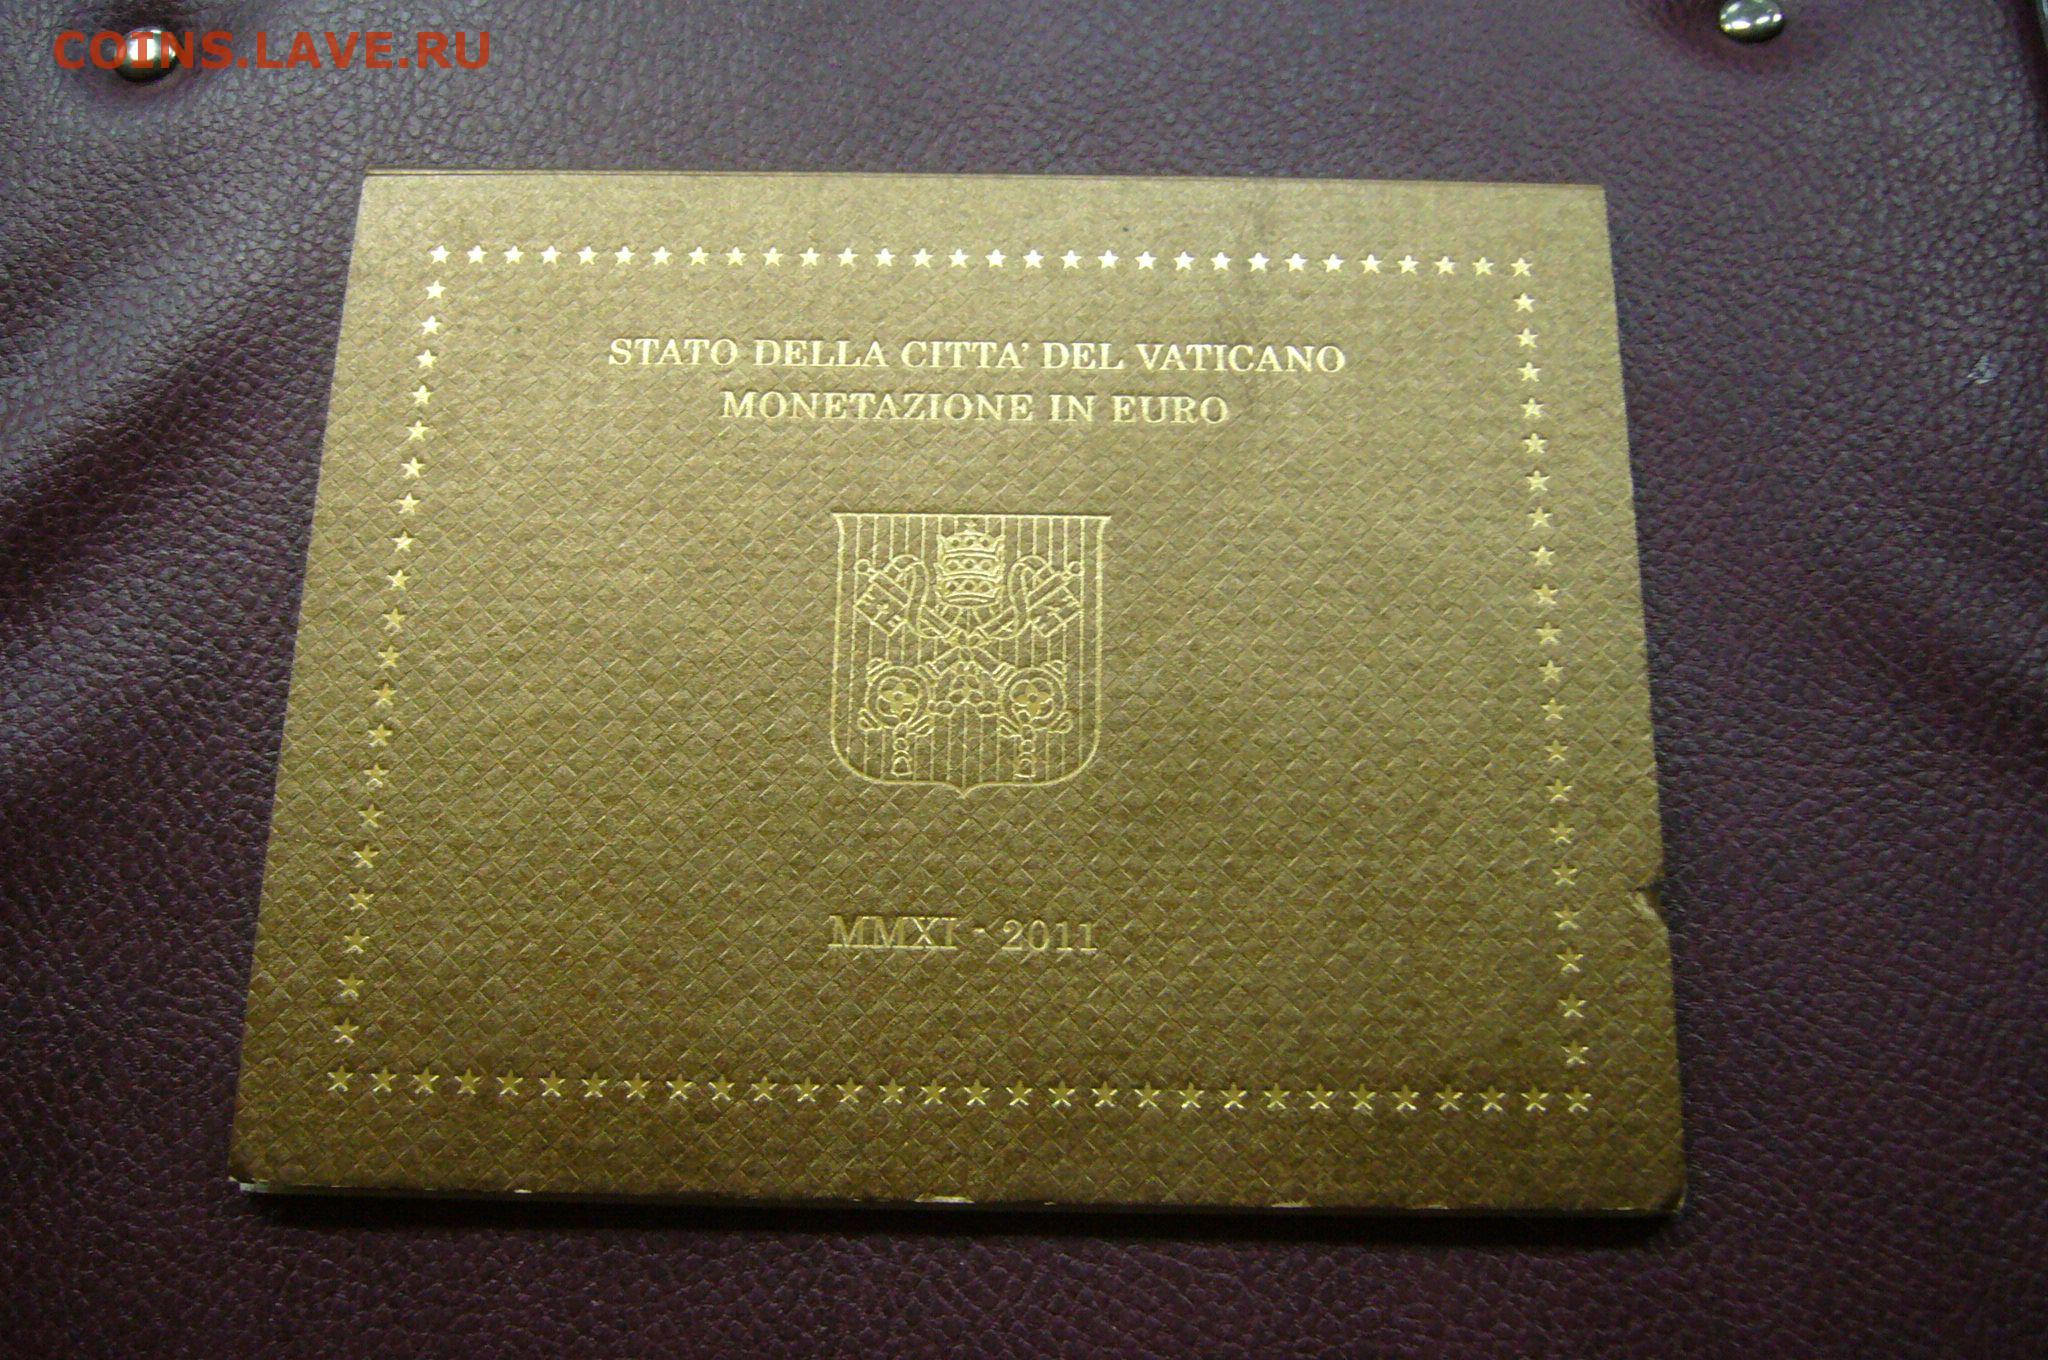 COINS.LAVE.RU
STATO DELLA CITTA' DEL VATICANO
MONETAZIONE IN EURO
MMXI - 2011